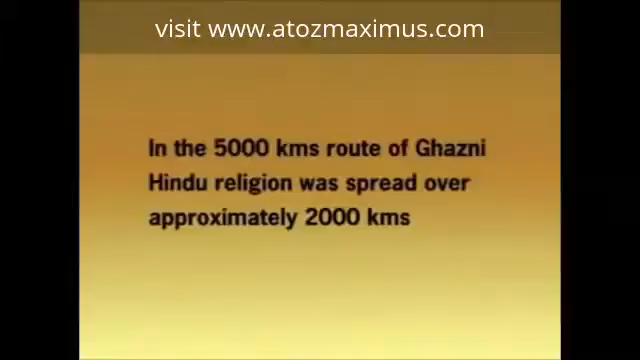 visit www.atozmaximus.com
In the 5000 kms route of Ghazni
Hindu religion was spread over
approximately 2000 kms